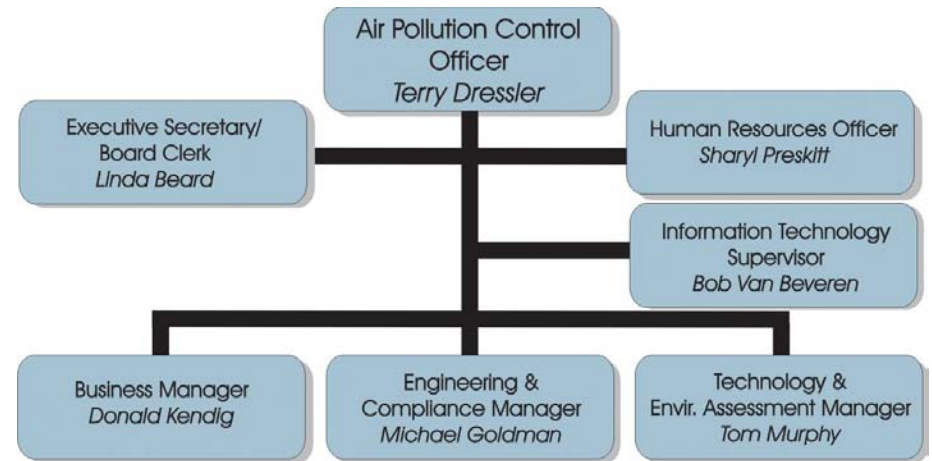 Air Pollution Control
Officer
Terry Dressler
Executive Secretary/
Board Clerk
Linda Beard
Human Resources Officer
Sharyl Preskitt
Information Technology
Supervisor
Bob Van Beveren
Business Manager
Donald Kendig
Engineering &
Compliance Manager
Michael Goldman
Technology &
Envir. Assessment Manager
Tom Murphy